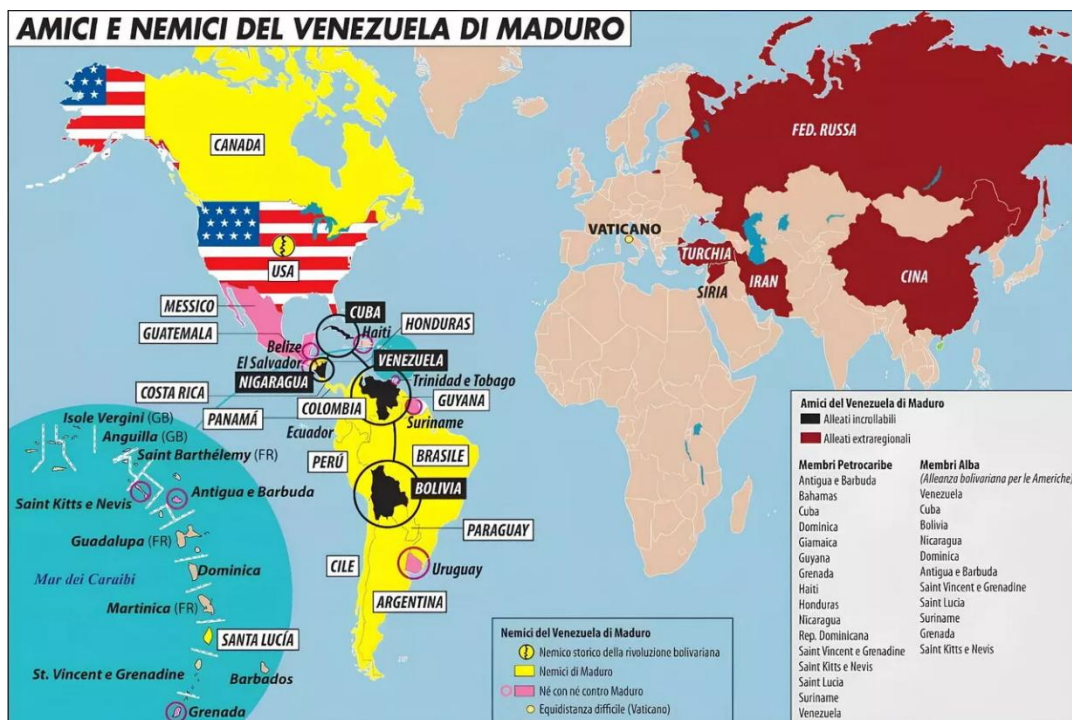 AMICI E NEMICI DEL VENEZUELA DI MADURO
CANADA
FED. RUSSA
VATICANO
TURCHIA
USA
SIRIA
IRAN
CINA
MESSICO
CUBA
Haiti
HONDURAS
GUATEMALA
Belize
El Salvador
VENEZUELA
NICARAGUA
Trinidad e Tobago
COSTA RICA
COLOMBIA
GUYANA
PANAMÁ
Suriname
Ecuador
PERÚ
BRASILE
BOLIVIA
PARAGUAY
CILE
Uruguay
ARGENTINA
Isole Vergini (GB)
Anguilla (GB)
Saint Barthélemy (FR)
Saint Kitts e Nevis
Antigua e Barbuda
Guadalupa (FR)
Mar dei Caraibi
Dominica
Martinica (FR)
SANTA LUCÍA
St. Vincent e Grenadine
Barbados
Grenada
Nemici del Venezuela di Maduro
Nemico storico della rivoluzione bolivariana
Nemici di Maduro
Né con né contro Maduro
Equidistanza difficile (Vaticano)
Amici del Venezuela di Maduro
Alleati incrollabili
Alleati extraregionali
Membri Petrocaribe
Antigua e Barbuda
Bahamas
Cuba
Dominica
Giamaica
Guyana
Grenada
Haiti
Honduras
Nicaragua
Rep. Dominicana
Saint Vincent e Grenadine
Saint Kitts e Nevis
Saint Lucia
Suriname
Venezuela
Membri Alba
(Alleanza bolivariana per le Americhe)
Venezuela
Cuba
Bolivia
Nicaragua
Dominica
Antigua e Barbuda
Saint Vincent e Grenadine
Saint Lucia
Suriname
Grenada
Saint Kitts e Nevis